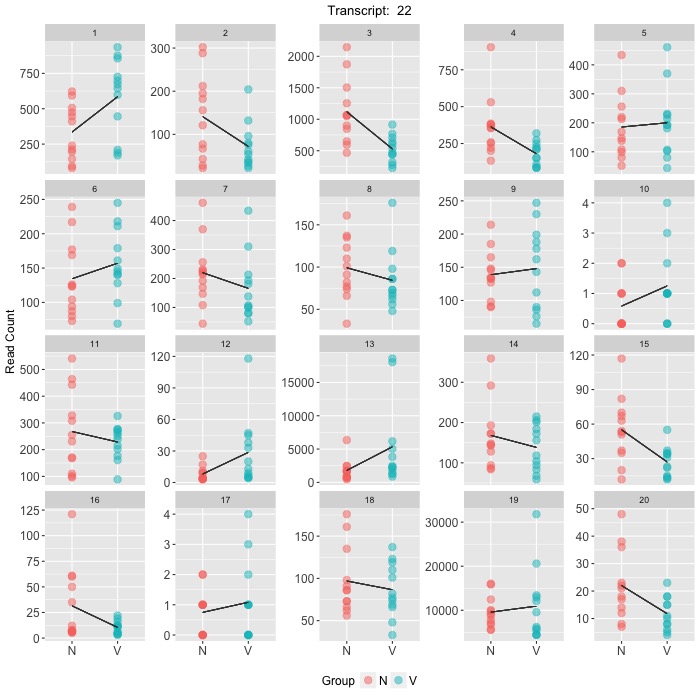 Transcript: 22
1 2 3 4 5
750 300 2000 750 400
500 200 1500 500 300
250 100 1000 250 200
500 100
6 7 8 9 10
250 400 150 250 4
200 300 100 200 3
150 200 50 150 2
100 100 100 1
0
11 12 13 14 15
500 120 15000 300 120
400 90 10000 200 90
300 60 5000 100 60
200 30 0 30
100 0
16 17 18 19 20
125 4 150 30000 50
100 3 100 20000 40
75 2 50 10000 30
50 1 20
25 0 10
0
N V N V N V N V N V
Read Count
Group N V